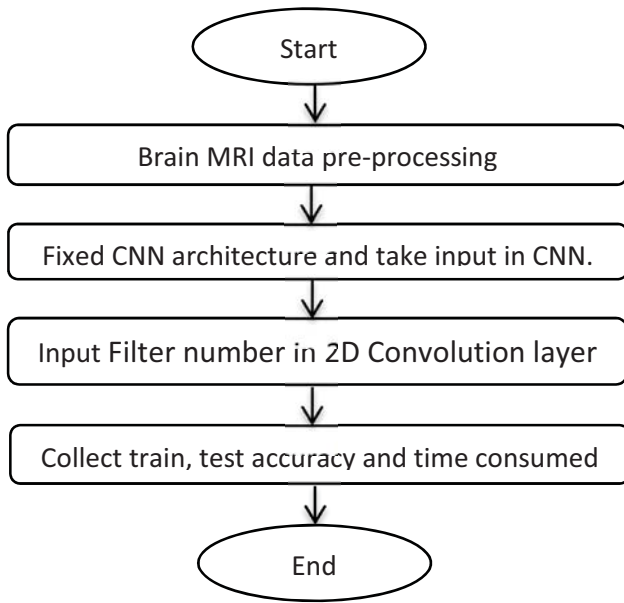 Start
Brain MRI data pre-processing
Fixed CNN architecture and take input in CNN.
Input Filter number in 2D Convolution layer
Collect train, test accuracy and time consumed
End